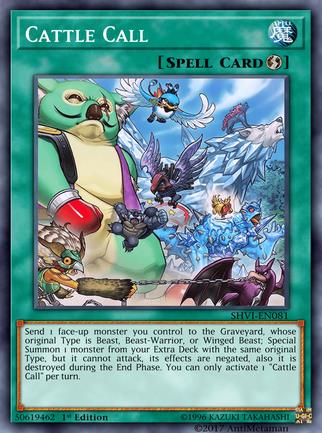 CATTLE CALL
[SPELL CARD]
SHVI-EN081
Send 1 face-up monster you control to the Graveyard, whose
original Type is Beast, Beast-Warrior, or Winged Beast; Special
Summon 1 monster from your Extra Deck with the same original
Type, but it cannot attack, its effects are negated, also it is
destroyed during the End Phase. You can only activate 1 "Cattle
Call" per turn.
50619462 1st Edition ©1996 KAZUKI TAKAHASHI
©2017 AntiMetaman